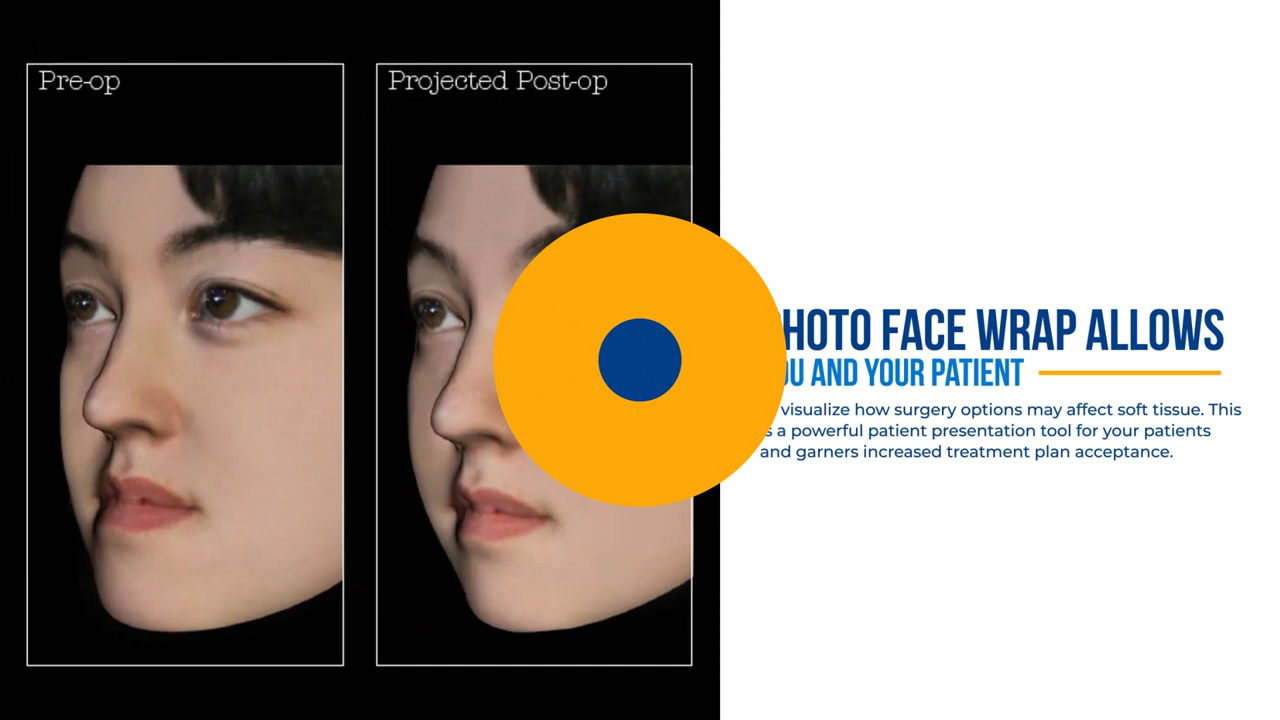 Pre-op
Projected Post-op
HOTO FACE WRAP ALLOWS
AND YOUR PATIENT
visualize how surgery options may affect soft tissue. This
a powerful patient presentation tool for your patients
and garners increased treatment plan acceptance.